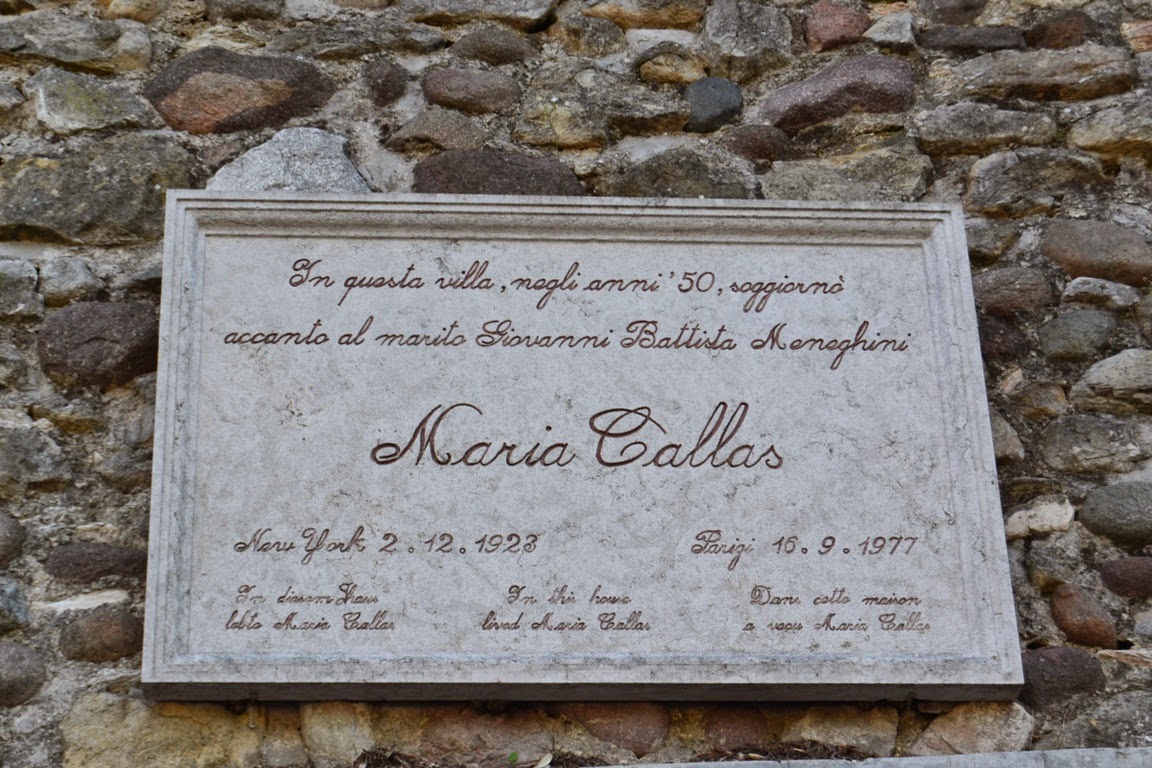 In questa villa, negli anni '50, soggiornò
accanto al marito Giovanni Battista Meneghini
Maria Callas
New York 2.12.1923
Parigi 16.9.1977
In diesem Haus
lebte Maria Callas
In this house
lived Maria Callas
Dans cette maison
a vecu Maria Callas